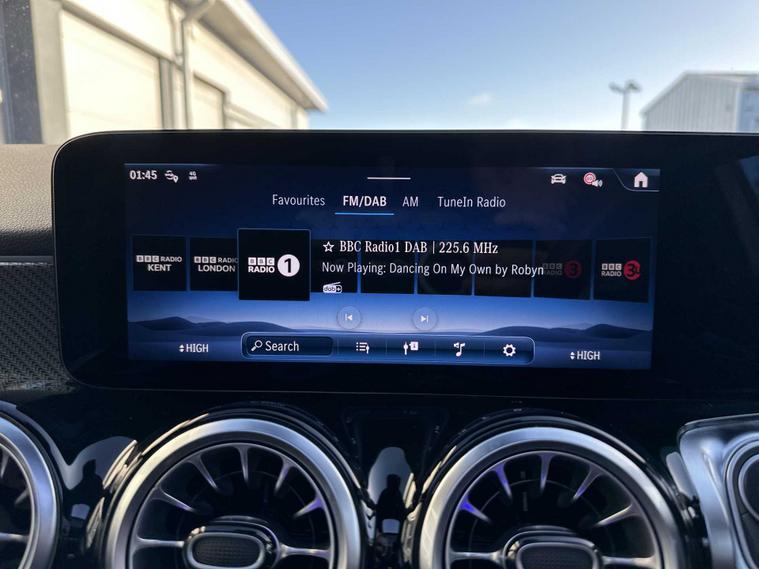 01:45
4G
Favourites FM/DAB AM TuneIn Radio
BBC RADIO KENT
BBC RADIO LONDON
BBC RADIO 1
☆ BBC Radio1 DAB | 225.6 MHz
Now Playing: Dancing On My Own by Robyn
dab+
BBC RADIO 3
BBC RADIO
HIGH
Search
HIGH